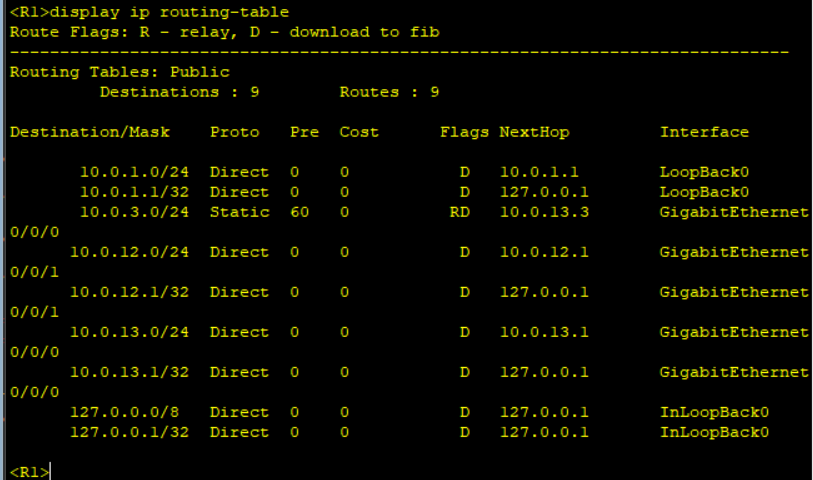 <R1>display ip routing-table
Route Flags: R - relay, D - download to fib
------------------------------------------------------------------------------
Routing Tables: Public
         Destinations : 9        Routes : 9

Destination/Mask    Proto   Pre  Cost      Flags NextHop         Interface

       10.0.1.0/24  Direct  0    0           D   10.0.1.1        LoopBack0
       10.0.1.1/32  Direct  0    0           D   127.0.0.1       LoopBack0
       10.0.3.0/24  Static  60   0          RD   10.0.13.3       GigabitEthernet
0/0/0
      10.0.12.0/24  Direct  0    0           D   10.0.12.1       GigabitEthernet
0/0/1
      10.0.12.1/32  Direct  0    0           D   127.0.0.1       GigabitEthernet
0/0/1
      10.0.13.0/24  Direct  0    0           D   10.0.13.1       GigabitEthernet
0/0/0
      10.0.13.1/32  Direct  0    0           D   127.0.0.1       GigabitEthernet
0/0/0
      127.0.0.0/8   Direct  0    0           D   127.0.0.1       InLoopBack0
      127.0.0.1/32  Direct  0    0           D   127.0.0.1       InLoopBack0

<R1>